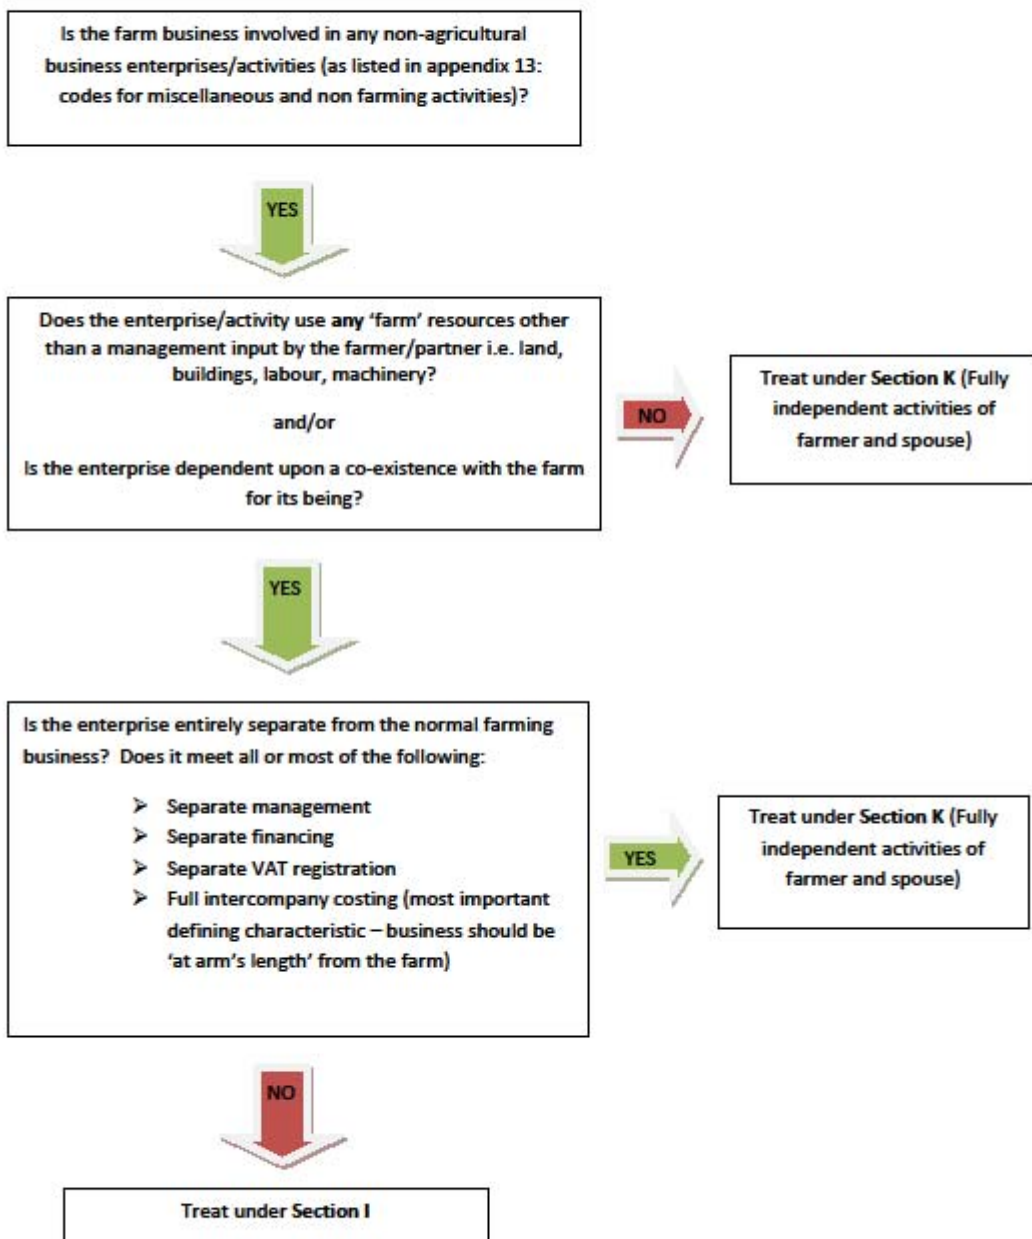 Is the farm business involved in any non-agricultural
business enterprises/activities (as listed in appendix 13:
codes for miscellaneous and non farming activities)?
YES
Does the enterprise/activity use any ‘farm’ resources other
than a management input by the farmer/partner i.e. land,
buildings, labour, machinery?
and/or
Is the enterprise dependent upon a co-existence with the farm
for its being?
NO
Treat under Section K (Fully
independent activities of
farmer and spouse)
YES
Is the enterprise entirely separate from the normal farming
business? Does it meet all or most of the following:
➢ Separate management
➢ Separate financing
➢ Separate VAT registration
➢ Full intercompany costing (most important
defining characteristic – business should be
‘at arm’s length’ from the farm)
YES
Treat under Section K (Fully
independent activities of
farmer and spouse)
NO
Treat under Section I